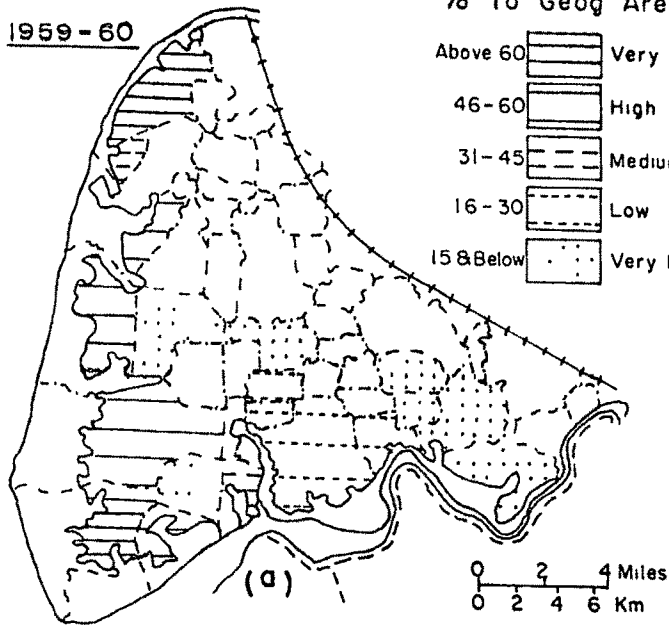 1959-60
% To Geog Are
Above 60 Very
46-60 High
31-45 Mediu
16-30 Low
15 & Below Very
(a)
0 2 4 Miles
0 2 4 6 Km